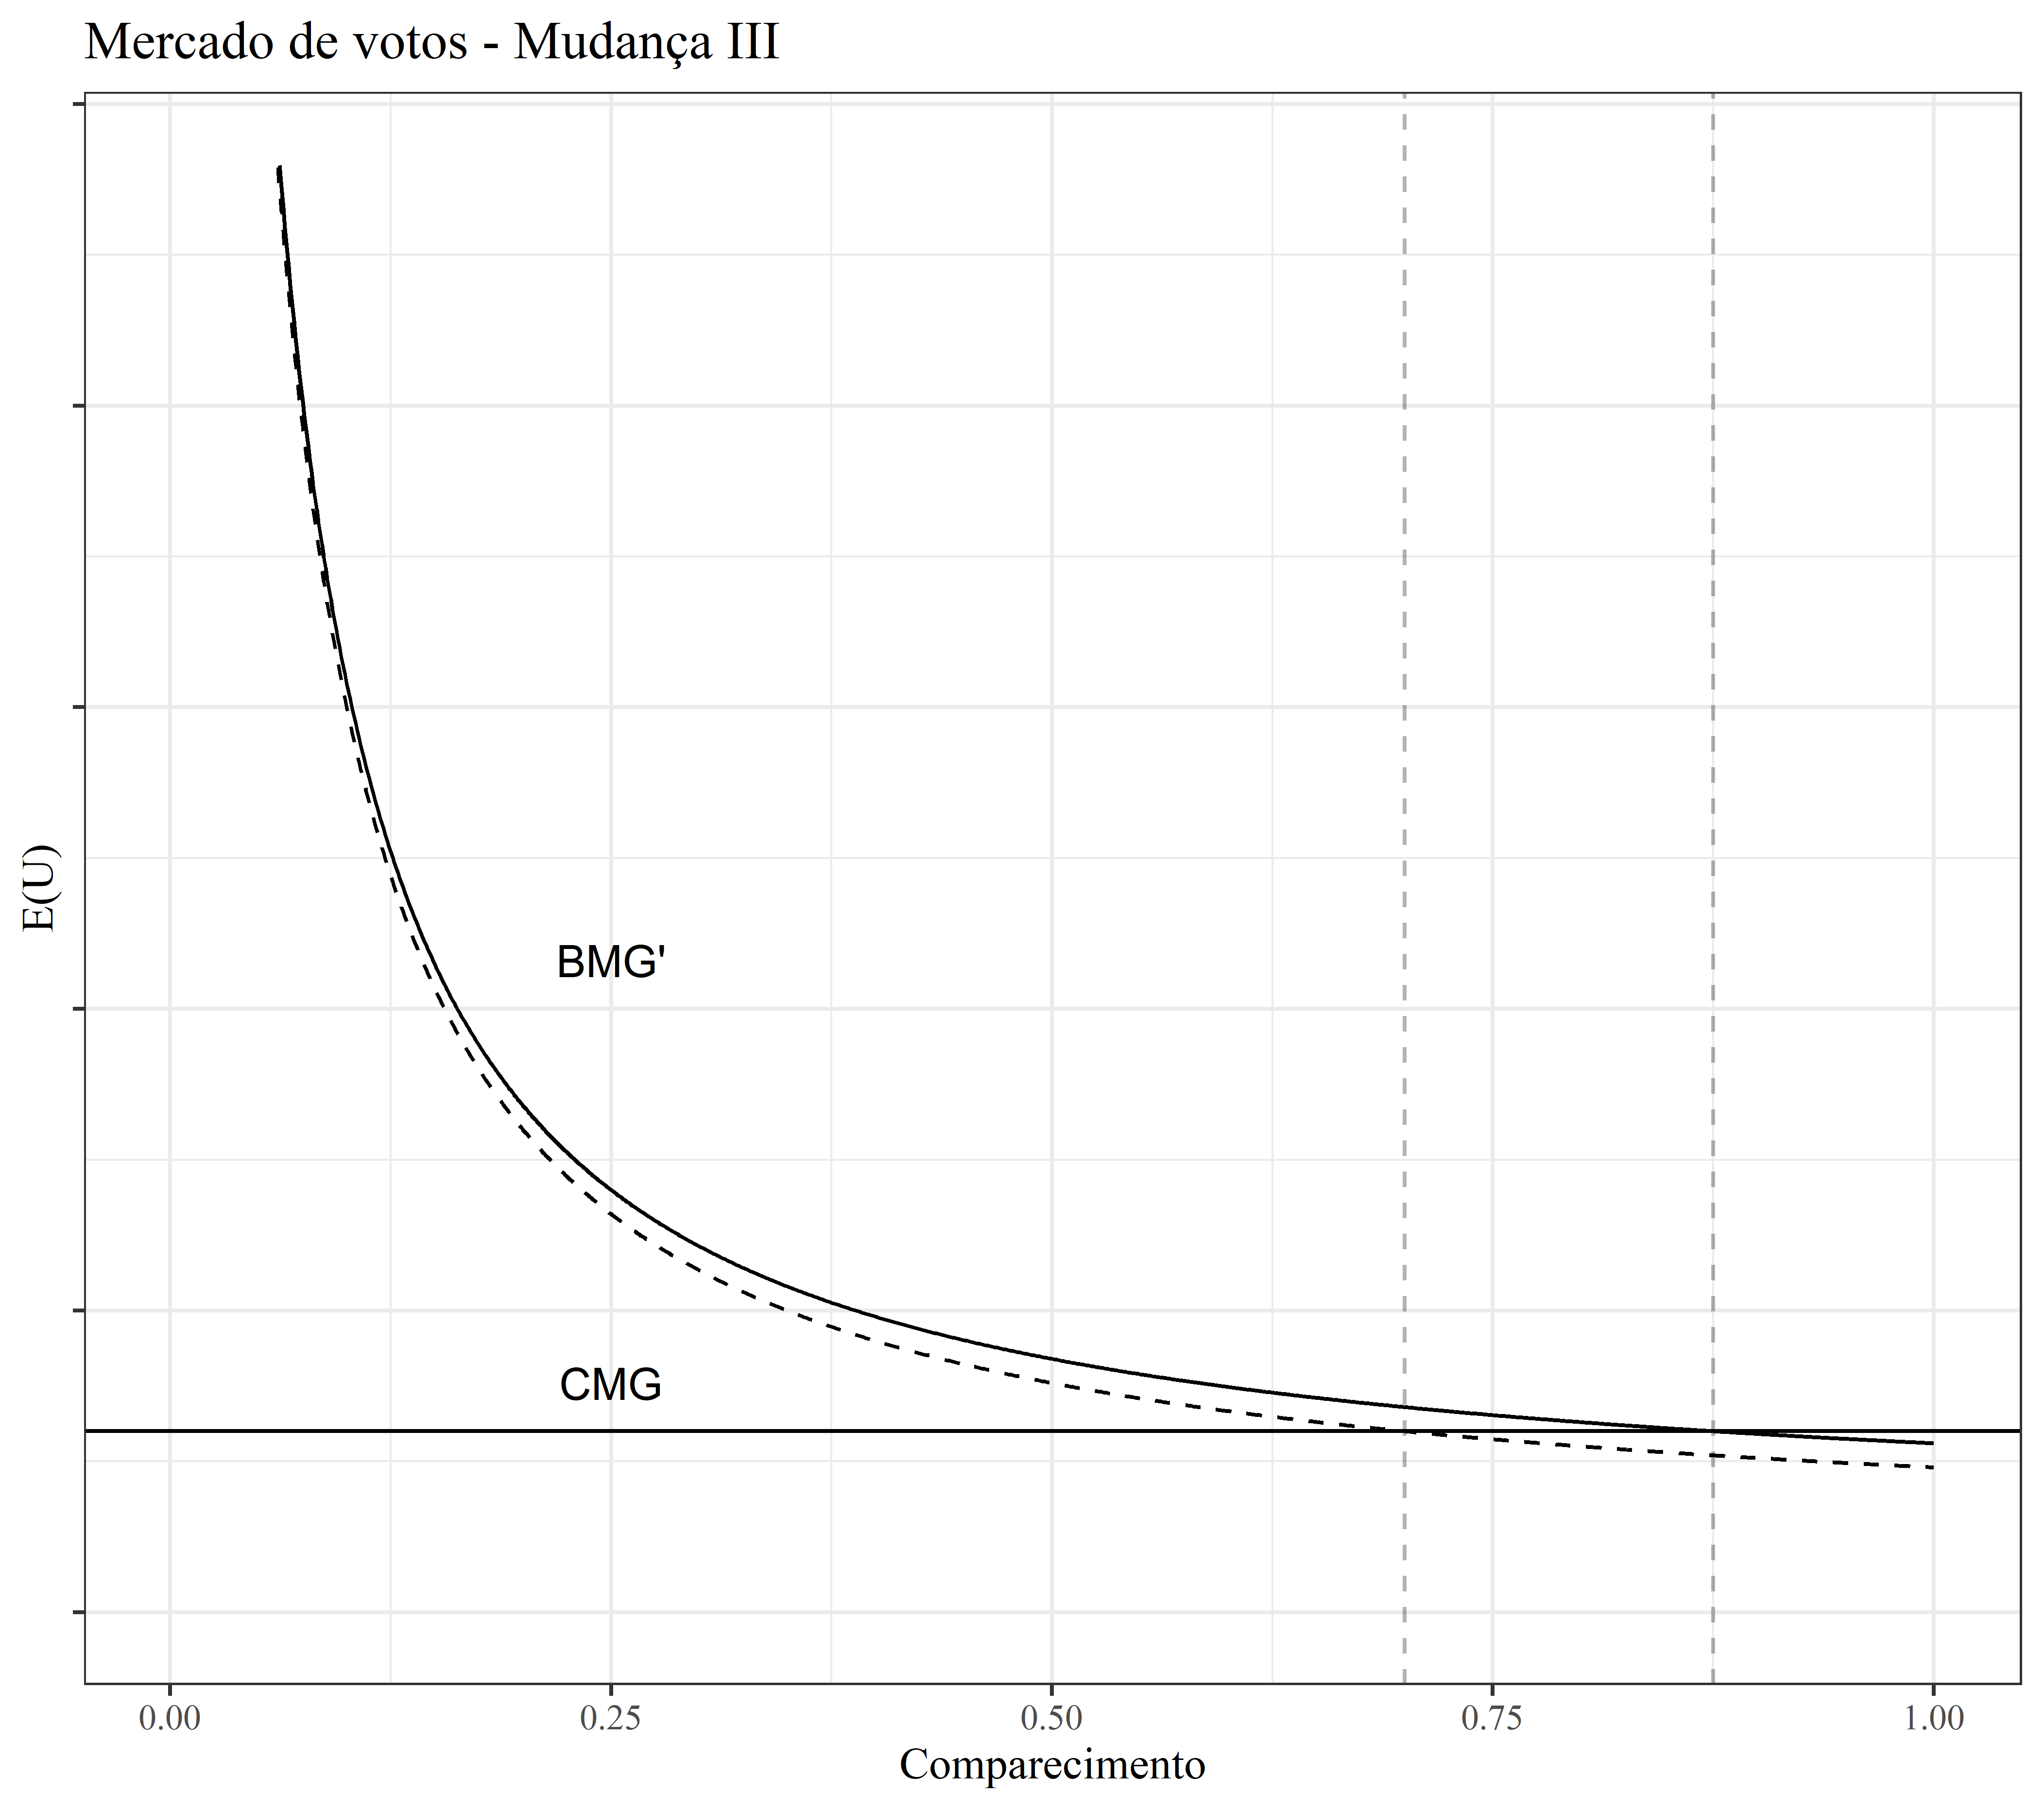 Mercado de votos - Mudança III
E(U)
BMG'
CMG
0.00 0.25 0.50 0.75 1.00
Comparecimento